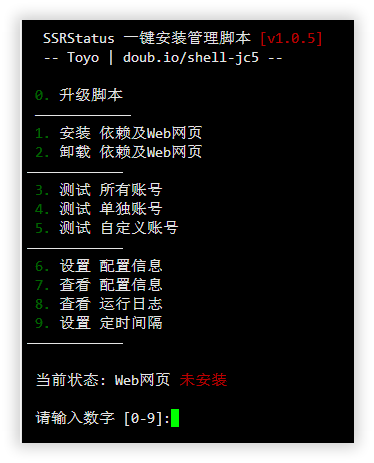 SSRStatus 一键安装管理脚本 [v1.0.5]
-- Toyo | doub.io/shell-jc5 --
0. 升级脚本
1. 安装 依赖及Web网页
2. 卸载 依赖及Web网页
3. 测试 所有账号
4. 测试 单独账号
5. 测试 自定义账号
6. 设置 配置信息
7. 查看 配置信息
8. 查看 运行日志
9. 设置 定时间隔
当前状态: Web网页 未安装
请输入数字 [0-9]: